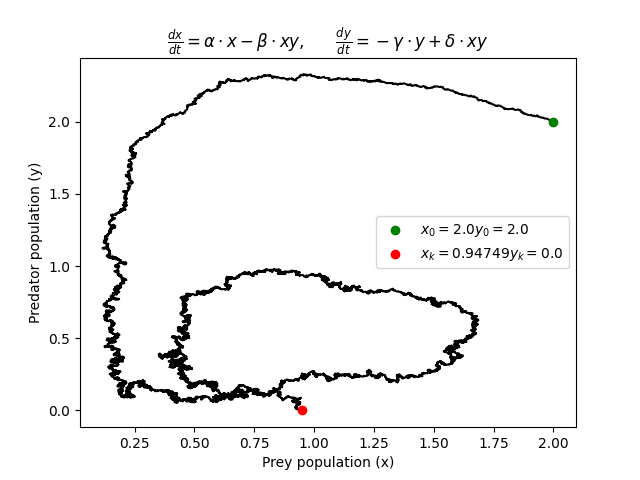 dx/dt = α · x − β · xy, dy/dt = −γ · y + δ · xy
Predator population (y)
2.0
1.5
1.0
0.5
0.0
x₀ = 2.0y₀ = 2.0
xₖ = 0.94749yₖ = 0.0
0.25 0.50 0.75 1.00 1.25 1.50 1.75 2.00
Prey population (x)